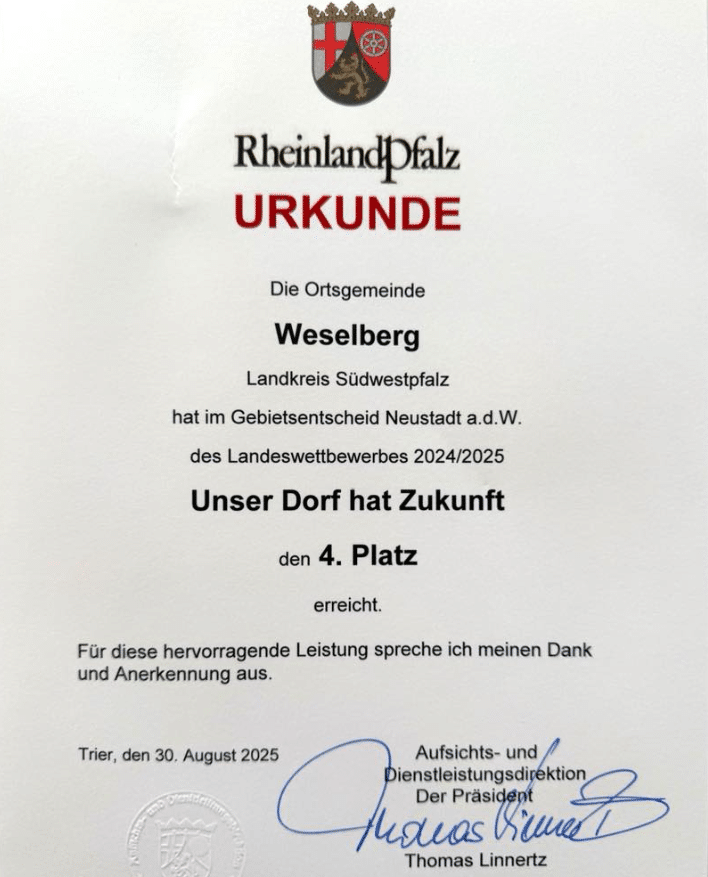 RheinlandPfalz
URKUNDE
Die Ortsgemeinde
Weselberg
Landkreis Südwestpfalz
hat im Gebietsentscheid Neustadt a.d.W.
des Landeswettbewerbes 2024/2025
Unser Dorf hat Zukunft
den 4. Platz
erreicht.
Für diese hervorragende Leistung spreche ich meinen Dank
und Anerkennung aus.
Trier, den 30. August 2025
Aufsichts- und
Dienstleistungsdirektion
Der Präsident
Thomas Linnertz
Thomas Linnertz